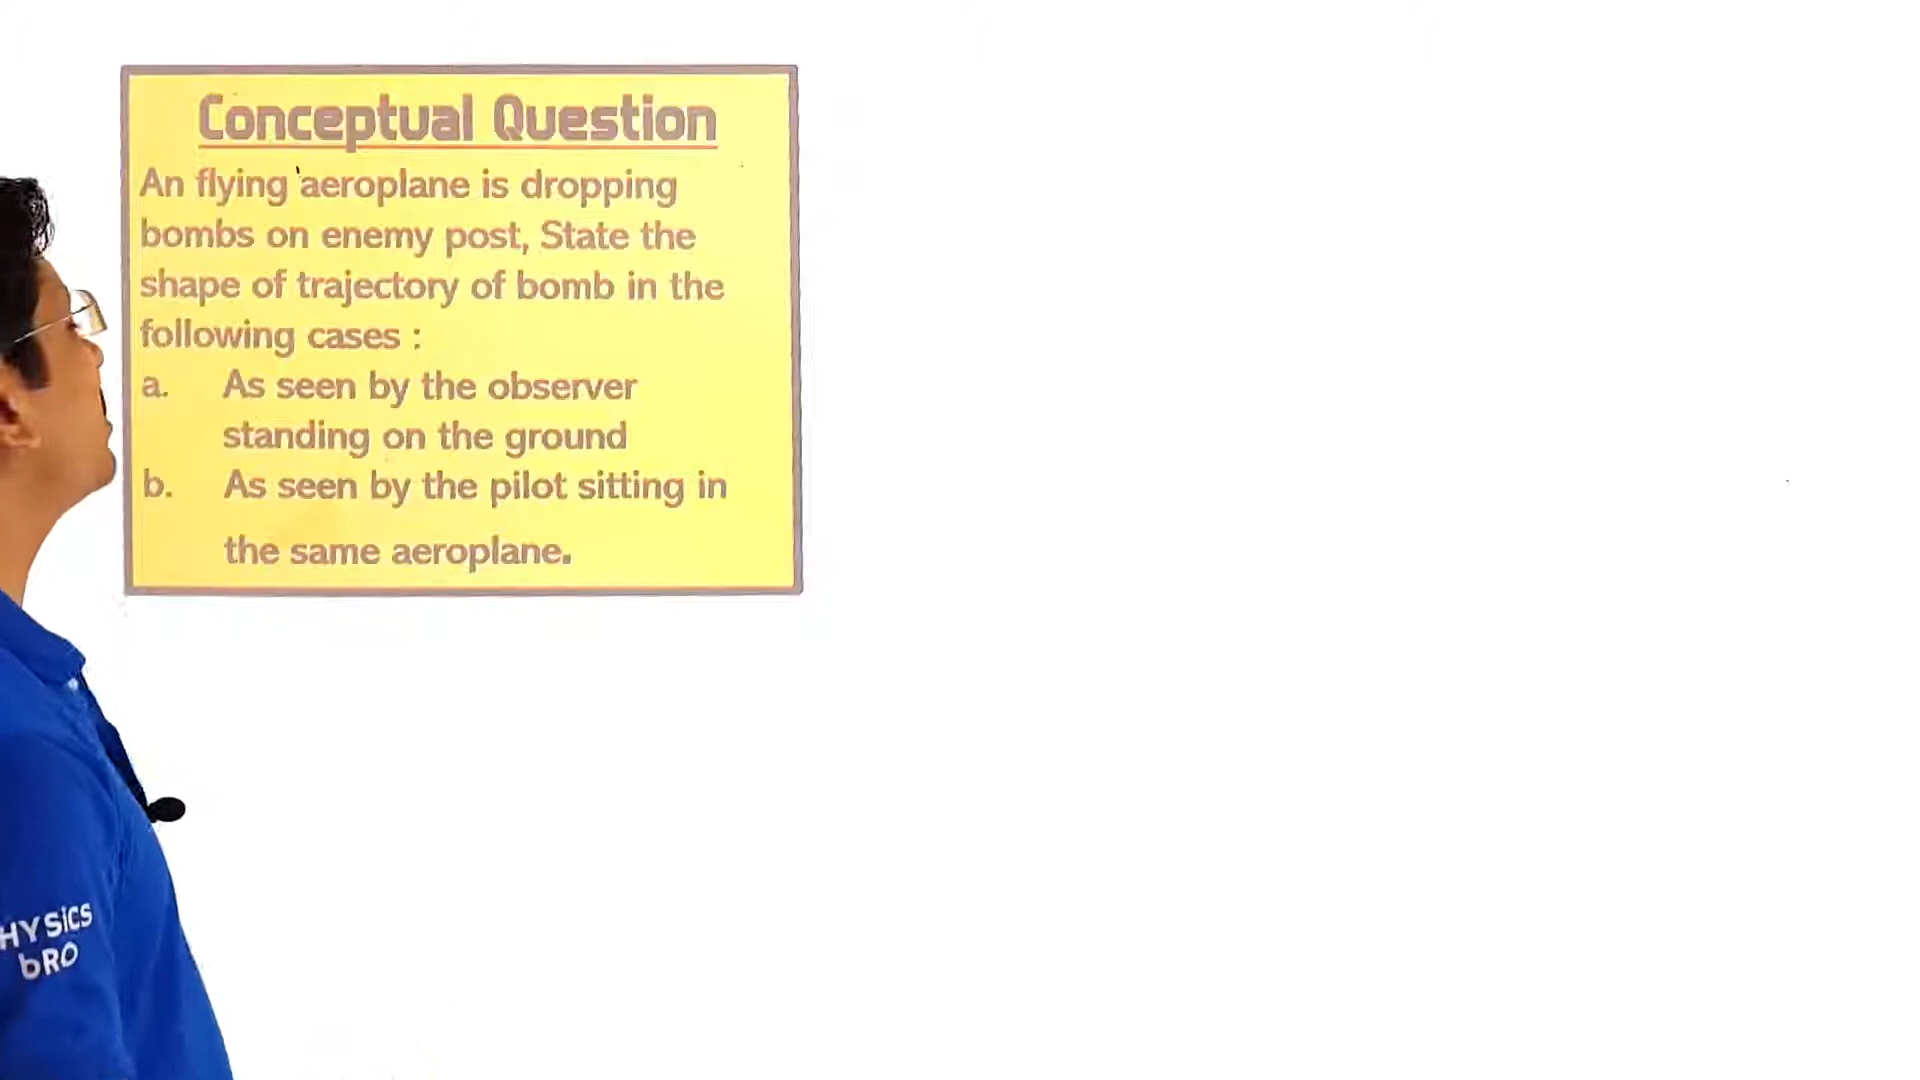 Conceptual Question
An flying aeroplane is dropping
bombs on enemy post, State the
shape of trajectory of bomb in the
following cases :
a. As seen by the observer
standing on the ground
b. As seen by the pilot sitting in
the same aeroplane.
HYSiCS
bRO